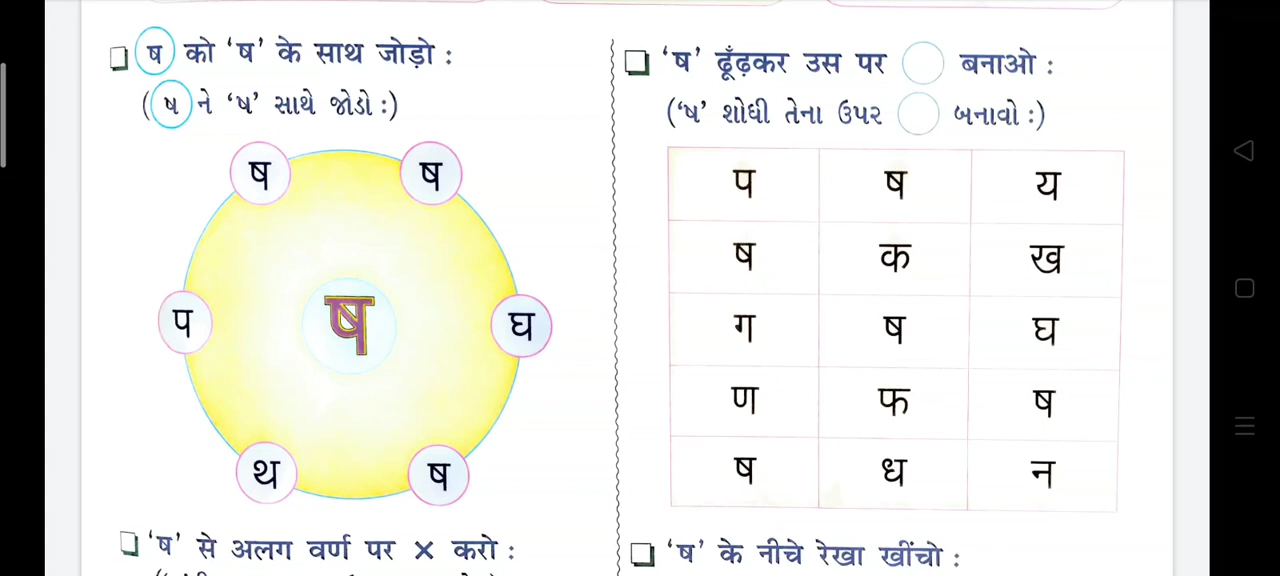 ❑ ष को ‘ष’ के साथ जोड़ो :
(ष ને ‘ષ’ સાથે જોડો :)
ष ष
प ष घ
थ ष
❑ ‘ष’ से अलग वर्ण पर × करो :
❑ ‘ष’ ढूँढ़कर उस पर ◯ बनाओ :
(‘ષ’ શોધી તેના ઉપર ◯ બનાવો :)
प ष य
ष क ख
ग ष घ
ण फ ष
ष ध न
❑ ‘ष’ के नीचे रेखा खींचो :